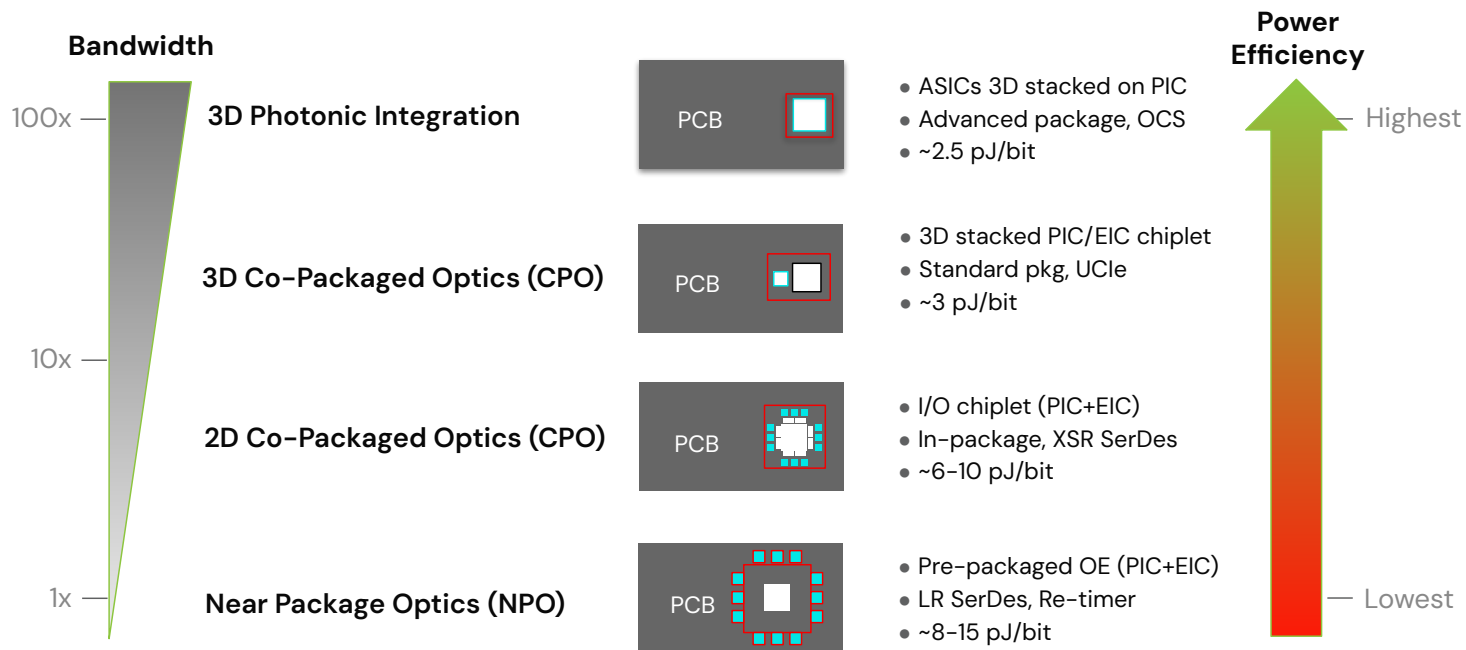 Bandwidth
Power
Efficiency
100x
3D Photonic Integration
PCB
• ASICs 3D stacked on PIC
• Advanced package, OCS
• ~2.5 pJ/bit
Highest
3D Co-Packaged Optics (CPO)
PCB
• 3D stacked PIC/EIC chiplet
• Standard pkg, UCIe
• ~3 pJ/bit
10x
2D Co-Packaged Optics (CPO)
PCB
• I/O chiplet (PIC+EIC)
• In-package, XSR SerDes
• ~6-10 pJ/bit
1x
Near Package Optics (NPO)
PCB
• Pre-packaged OE (PIC+EIC)
• LR SerDes, Re-timer
• ~8-15 pJ/bit
Lowest